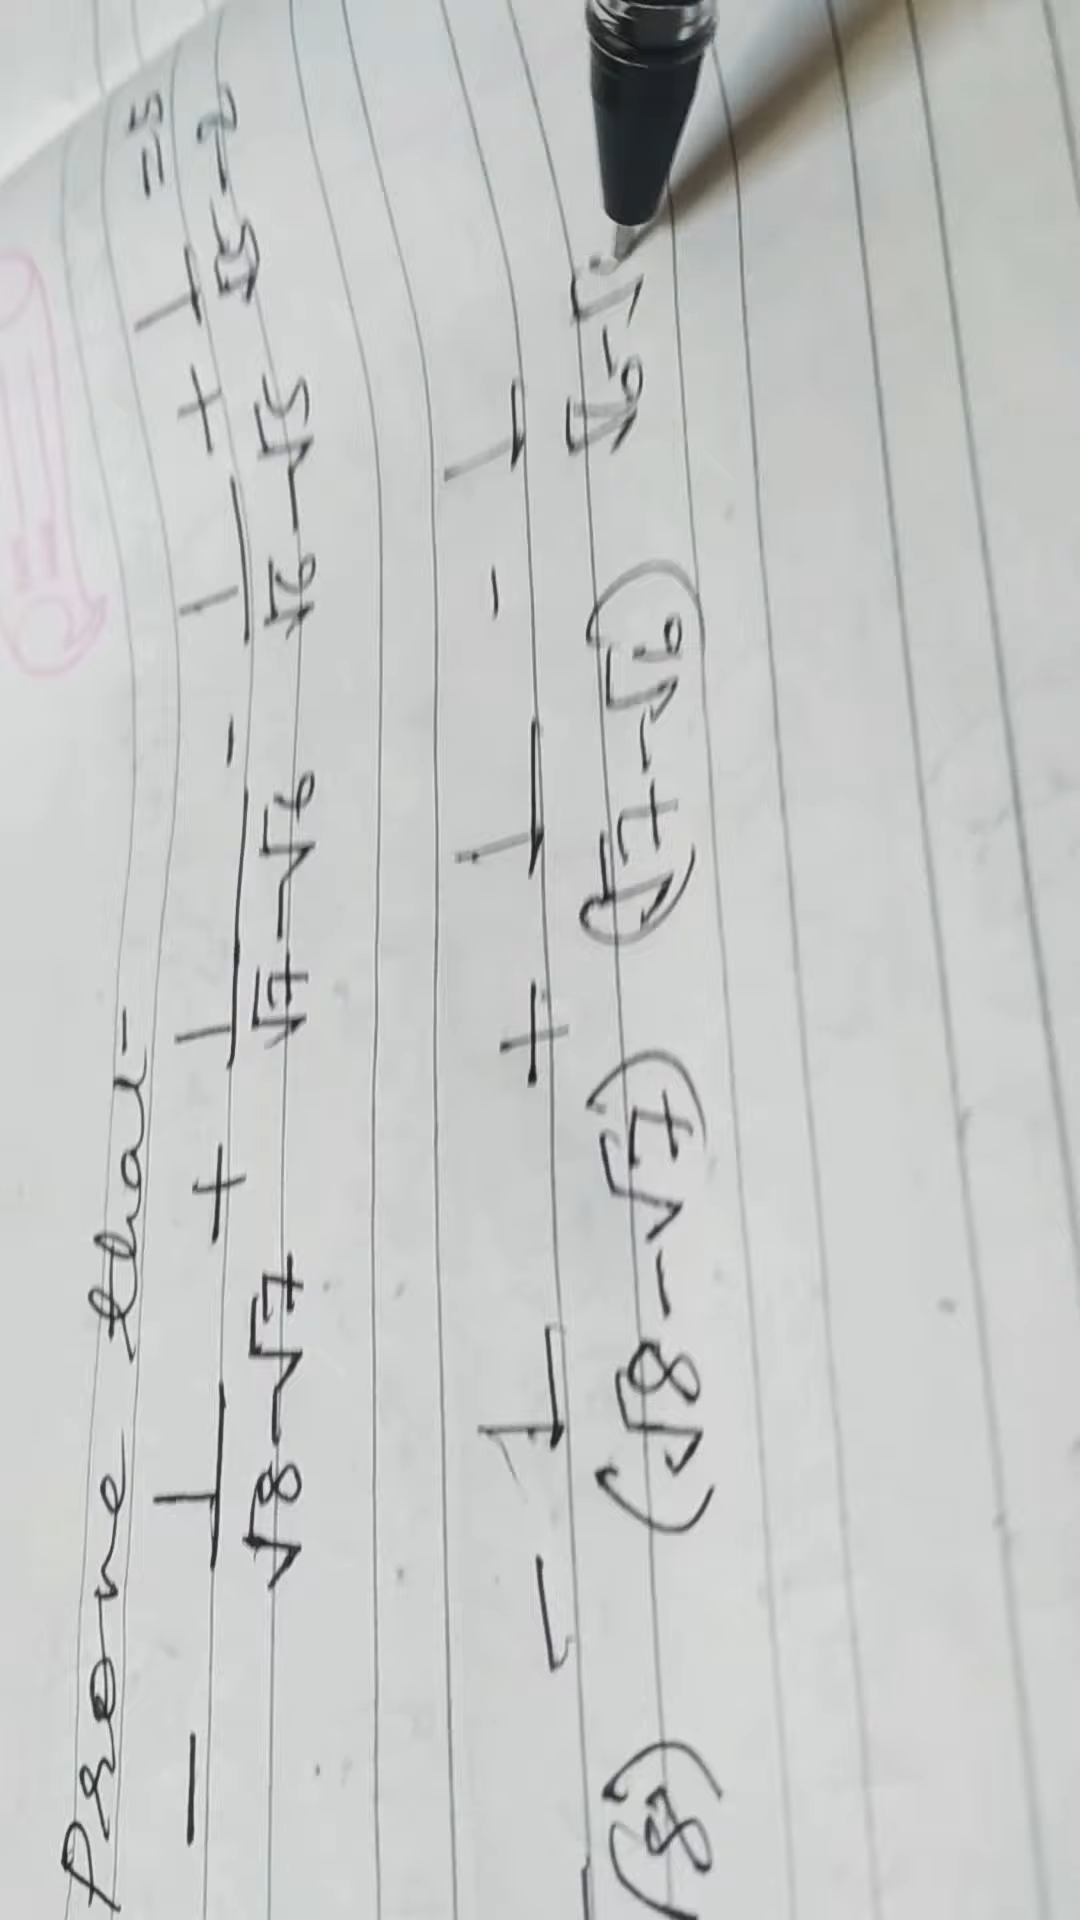 Prove that -
- 1/(√8-√7) + 1/(√7-√6) - 1/(√6-√5) + 1/(√5-2) = 5
- 1/(√8-√7) + 1/(√7-√6) - 1/(√6-√
(8)